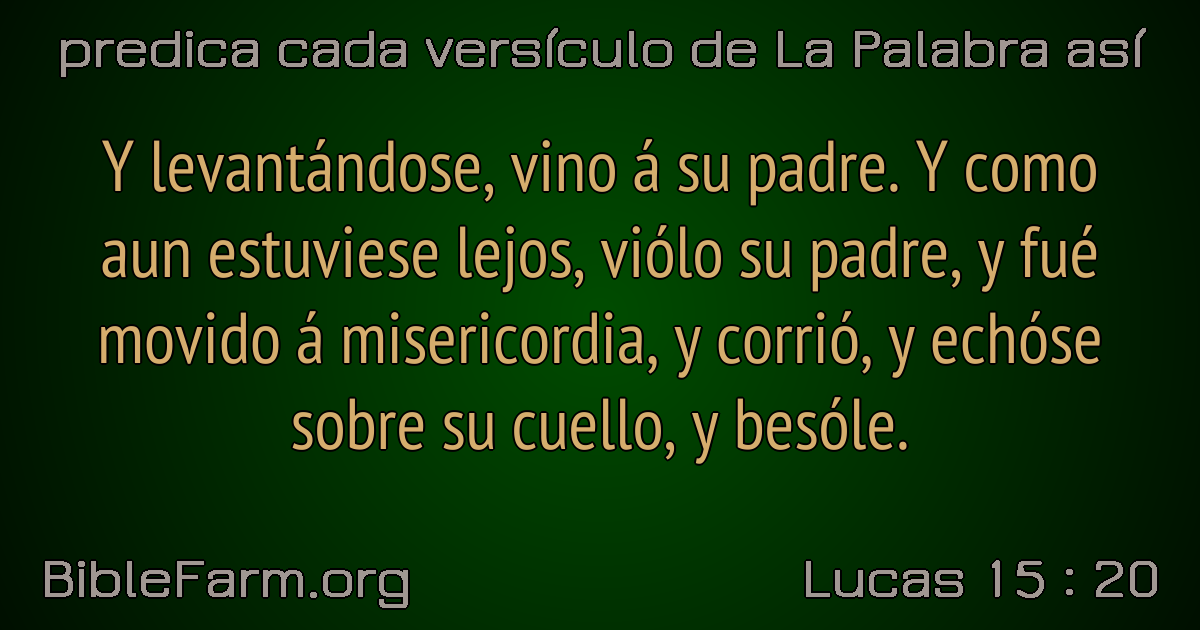 predica cada versículo de La Palabra así
Y levantándose, vino á su padre. Y como
aun estuviese lejos, viólo su padre, y fué
movido á misericordia, y corrió, y echóse
sobre su cuello, y besóle.
BibleFarm.org
Lucas 15 : 20